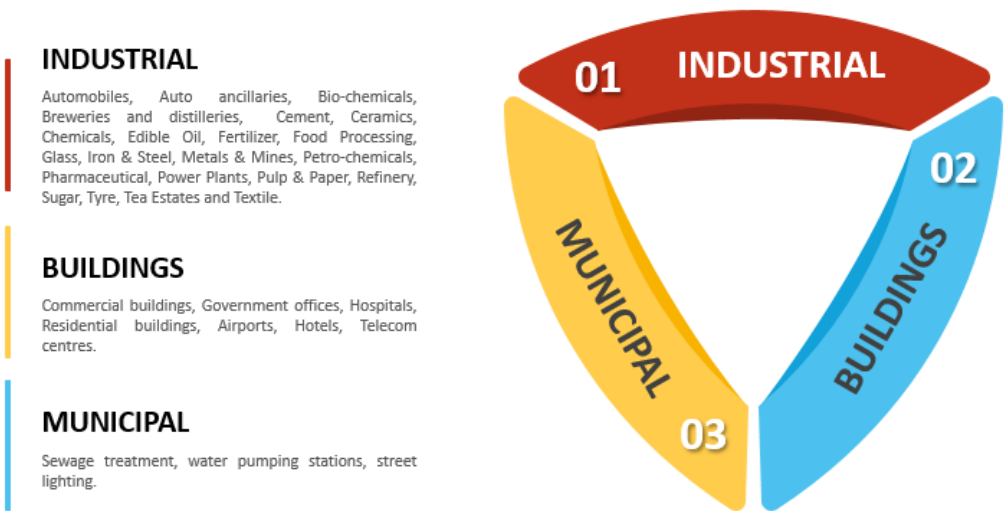 INDUSTRIAL
Automobiles, Auto ancillaries, Bio-chemicals,
Breweries and distilleries, Cement, Ceramics,
Chemicals, Edible Oil, Fertilizer, Food Processing,
Glass, Iron & Steel, Metals & Mines, Petro-chemicals,
Pharmaceutical, Power Plants, Pulp & Paper, Refinery,
Sugar, Tyre, Tea Estates and Textile.
BUILDINGS
Commercial buildings, Government offices, Hospitals,
Residential buildings, Airports, Hotels, Telecom
centres.
MUNICIPAL
Sewage treatment, water pumping stations, street
lighting.
01 INDUSTRIAL
02
BUILDINGS
MUNICIPAL
03